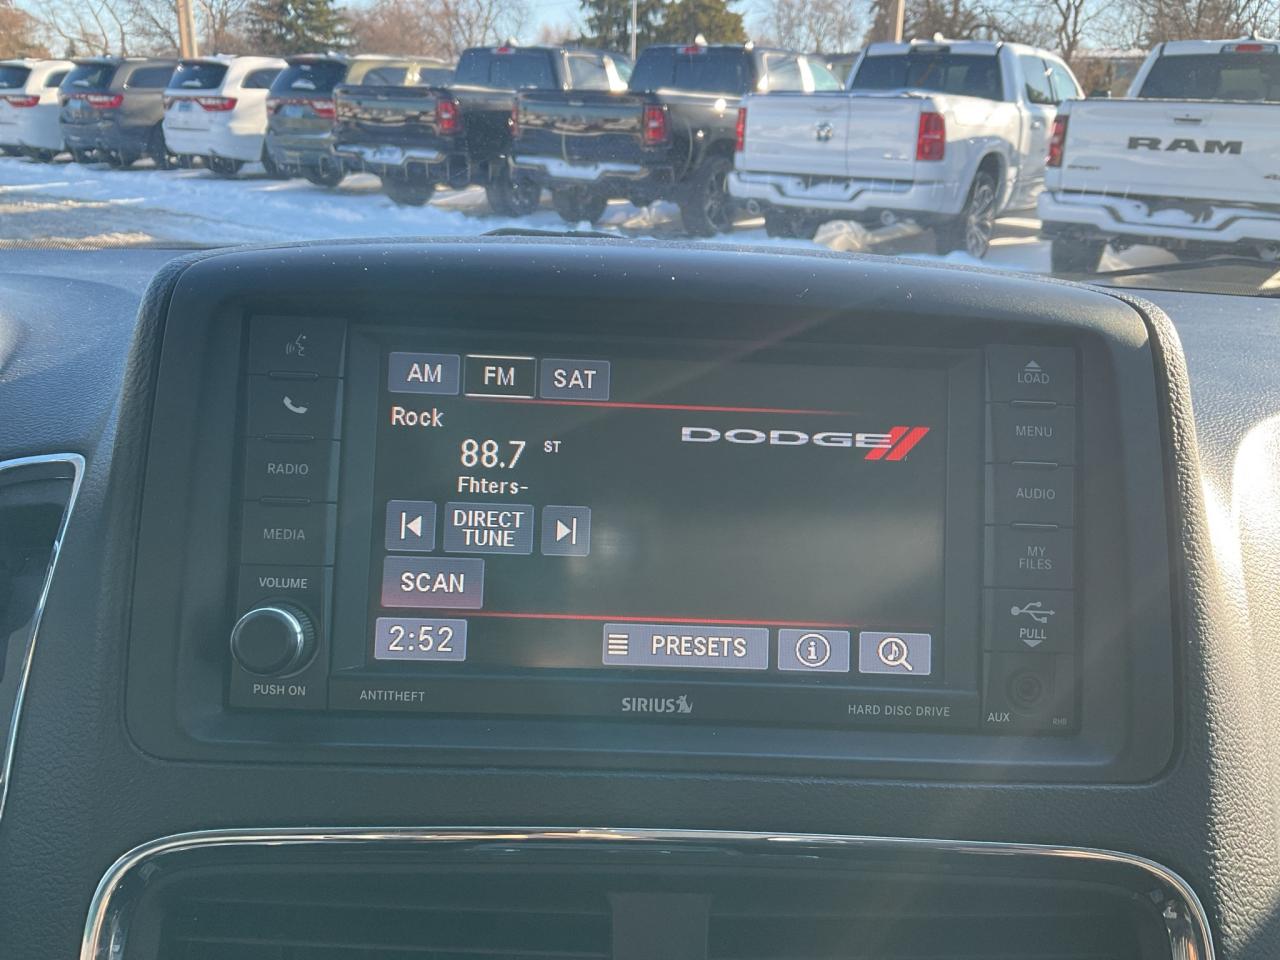 RAM
AM FM SAT
Rock
88.7 ST
Fhters-
DIRECT
TUNE
SCAN
2:52 PRESETS
DODGE
RADIO
MEDIA
VOLUME
PUSH ON
LOAD
MENU
AUDIO
MY
FILES
PULL
AUX RHB
ANTITHEFT SIRIUS HARD DISC DRIVE